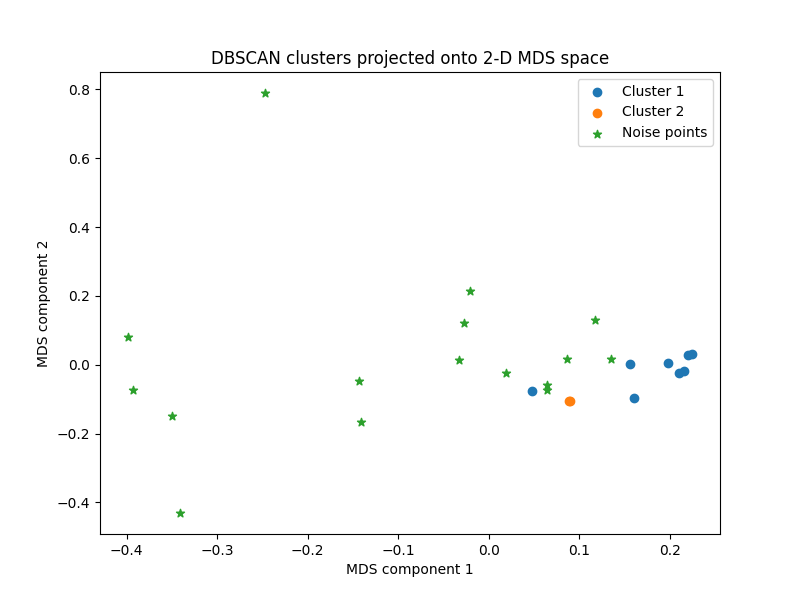 DBSCAN clusters projected onto 2-D MDS space
Cluster 1
Cluster 2
Noise points
0.8
0.6
0.4
0.2
0.0
−0.2
−0.4
MDS component 2
−0.4 −0.3 −0.2 −0.1 0.0 0.1 0.2
MDS component 1